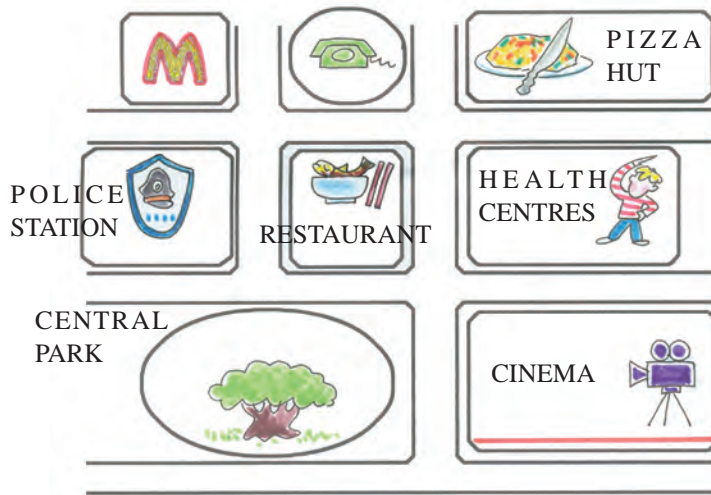 M
PIZZA
HUT
POLICE
STATION
RESTAURANT
HEALTH
CENTRES
CENTRAL
PARK
CINEMA